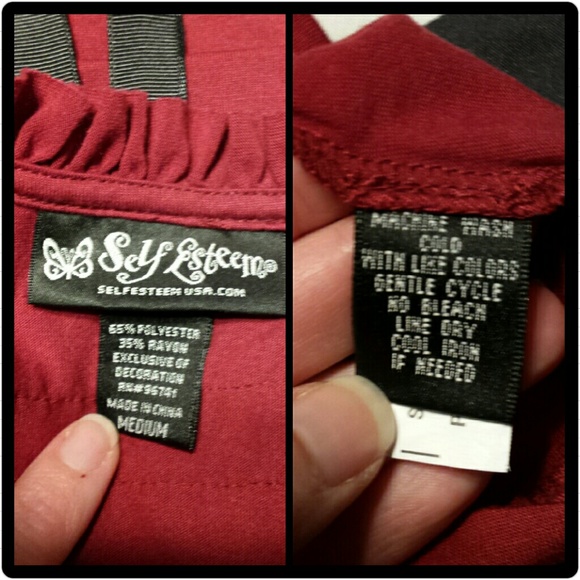 Self Esteem®
SELFESTEEMUSA.COM
65% POLYESTER
35% RAYON
EXCLUSIVE OF
DECORATION
RN#96741
MADE IN CHINA
MEDIUM
MACHINE WASH
COLD
WITH LIKE COLORS
GENTLE CYCLE
NO BLEACH
LINE DRY
COOL IRON
IF NEEDED